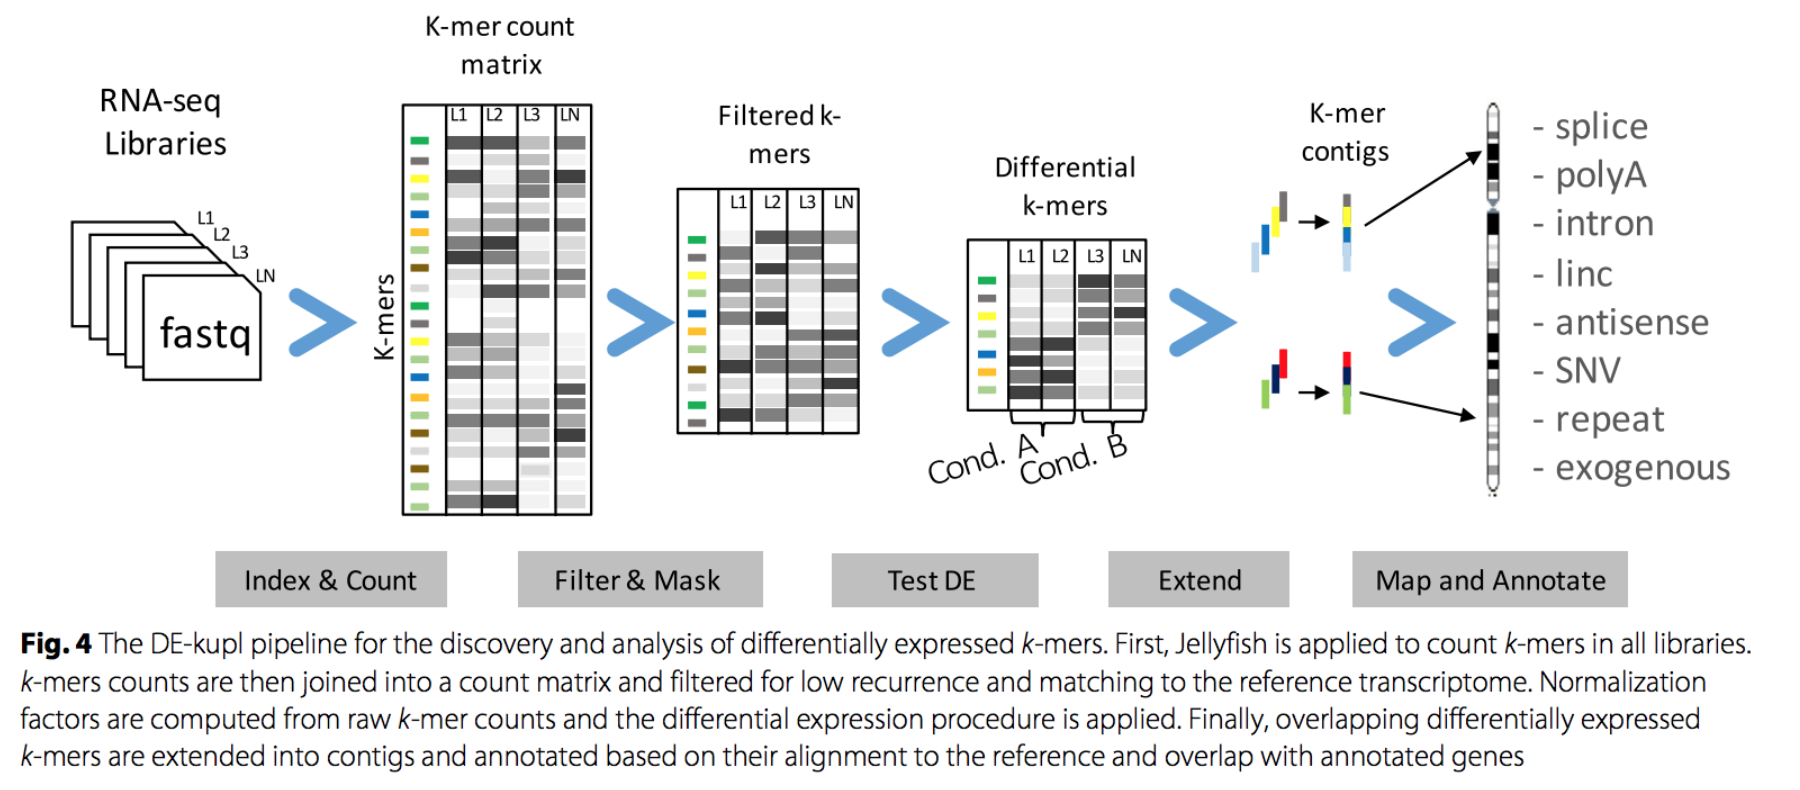 K-mer count
matrix
RNA-seq
Libraries
L1
L2
L3
LN
fastq
K-mers
L1 L2 L3 LN
Filtered k-
mers
L1 L2 L3 LN
Differential
k-mers
L1 L2 L3 LN
Cond. A
Cond. B
K-mer
contigs
- splice
- polyA
- intron
- linc
- antisense
- SNV
- repeat
- exogenous
Index & Count
Filter & Mask
Test DE
Extend
Map and Annotate
Fig. 4 The DE-kupl pipeline for the discovery and analysis of differentially expressed k-mers. First, Jellyfish is applied to count k-mers in all libraries.
k-mers counts are then joined into a count matrix and filtered for low recurrence and matching to the reference transcriptome. Normalization
factors are computed from raw k-mer counts and the differential expression procedure is applied. Finally, overlapping differentially expressed
k-mers are extended into contigs and annotated based on their alignment to the reference and overlap with annotated genes